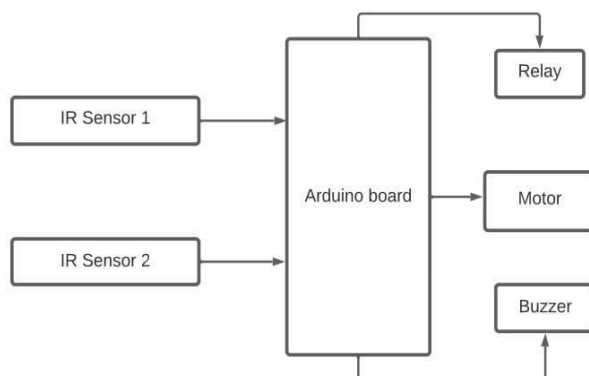 IR Sensor 1
IR Sensor 2
Arduino board
Relay
Motor
Buzzer